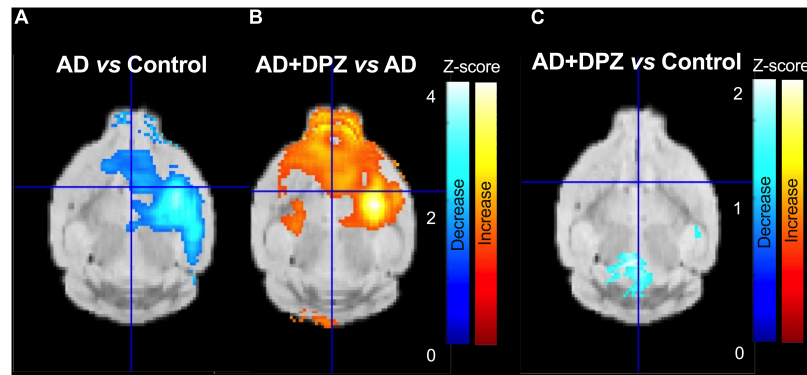 A
B
C
AD vs Control
AD+DPZ vs AD
Z-score
4
2
0
Decrease
Increase
AD+DPZ vs Control
Z-score
2
1
0
Decrease
Increase